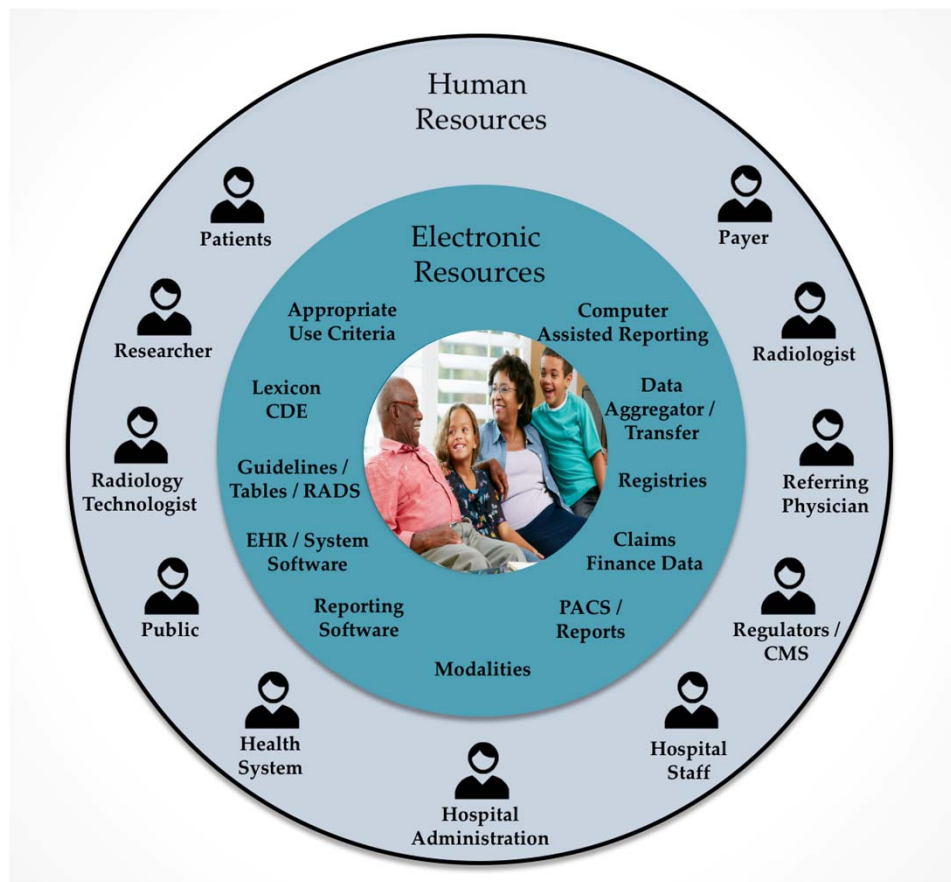 Human
Resources
Patients
Payer
Researcher
Radiologist
Radiology
Technologist
Referring
Physician
Public
Regulators /
CMS
Health
System
Hospital
Staff
Hospital
Administration
Electronic
Resources
Appropriate
Use Criteria
Computer
Assisted Reporting
Lexicon
CDE
Data
Aggregator /
Transfer
Guidelines /
Tables / RADS
Registries
EHR / System
Software
Claims
Finance Data
Reporting
Software
PACS /
Reports
Modalities